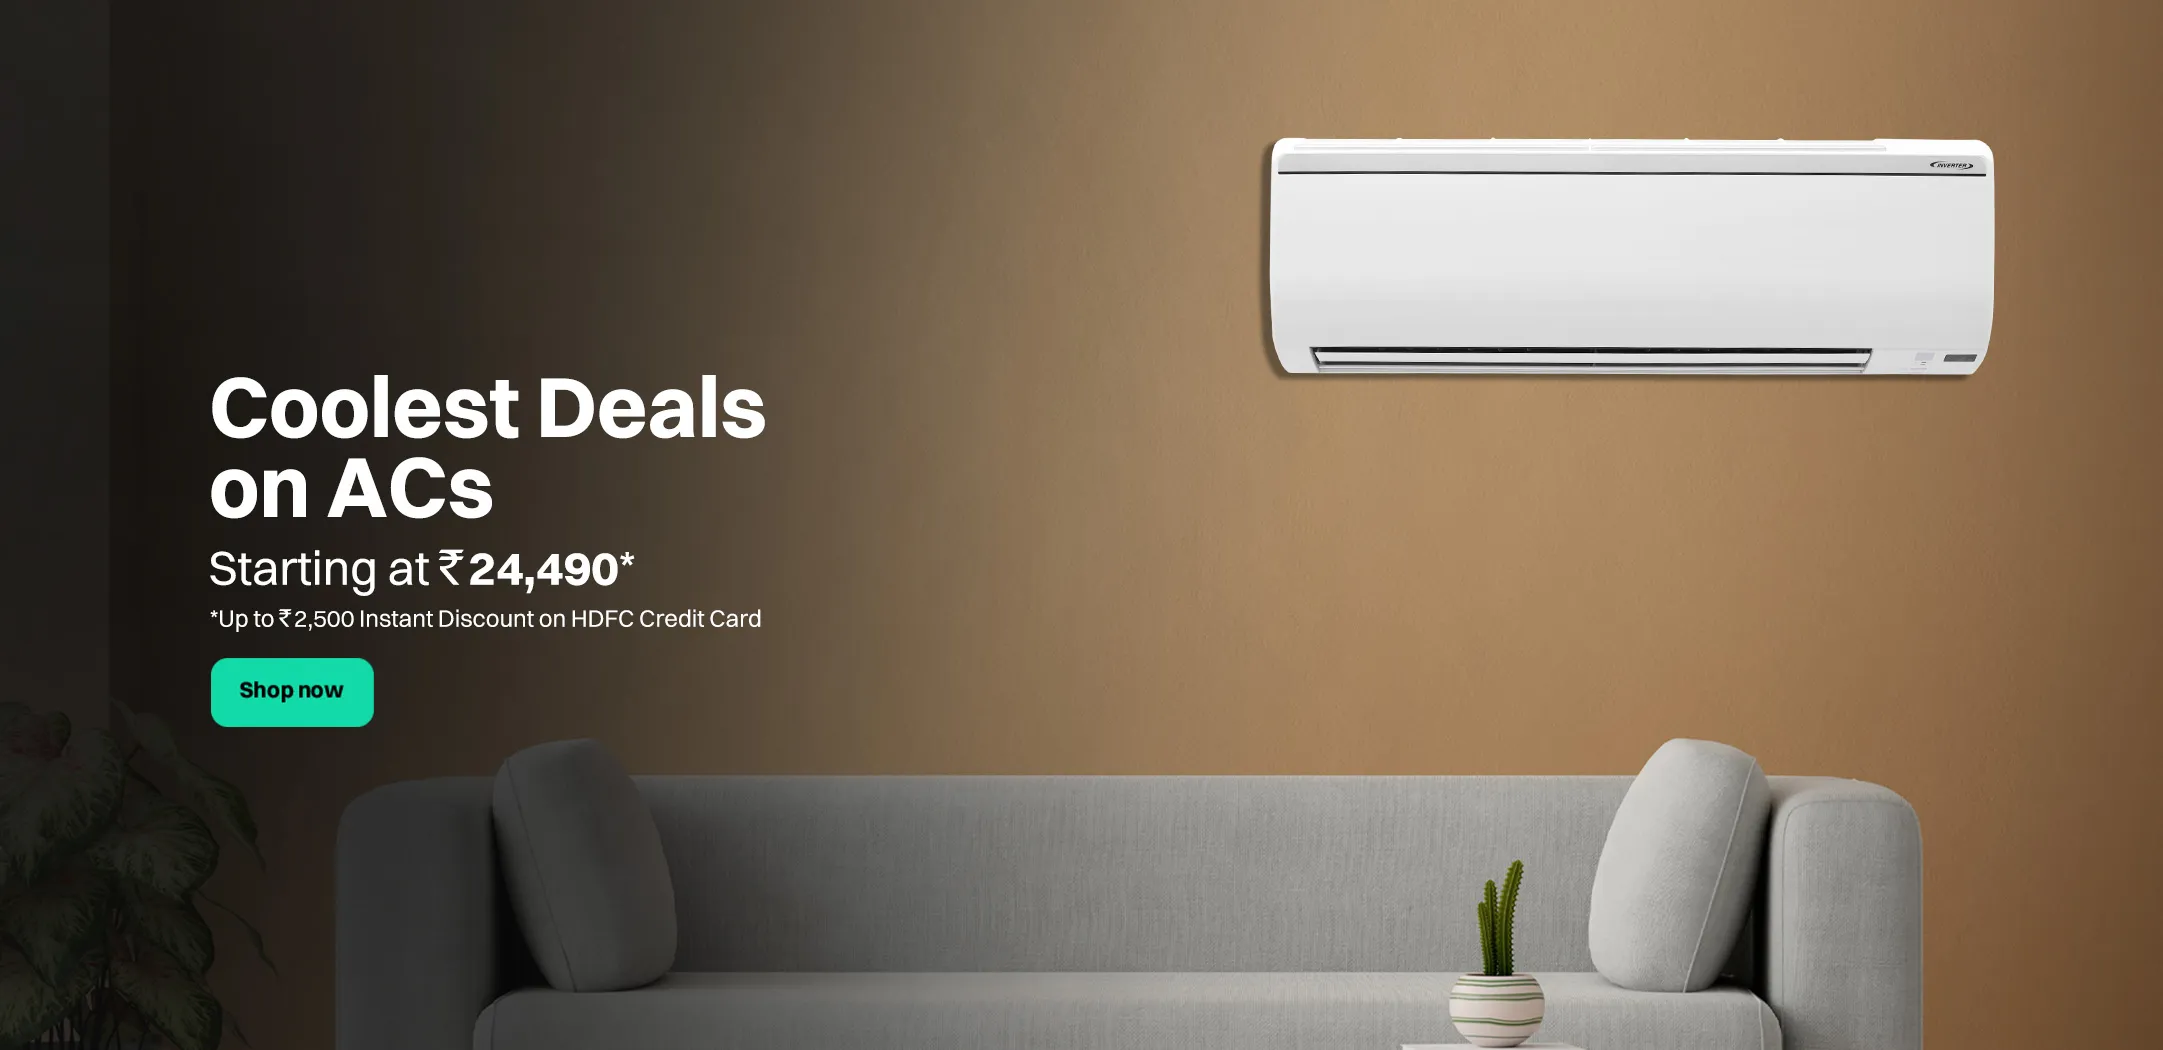 INVERTER
Coolest Deals
on ACs
Starting at ₹24,490*
*Up to ₹2,500 Instant Discount on HDFC Credit Card
Shop now